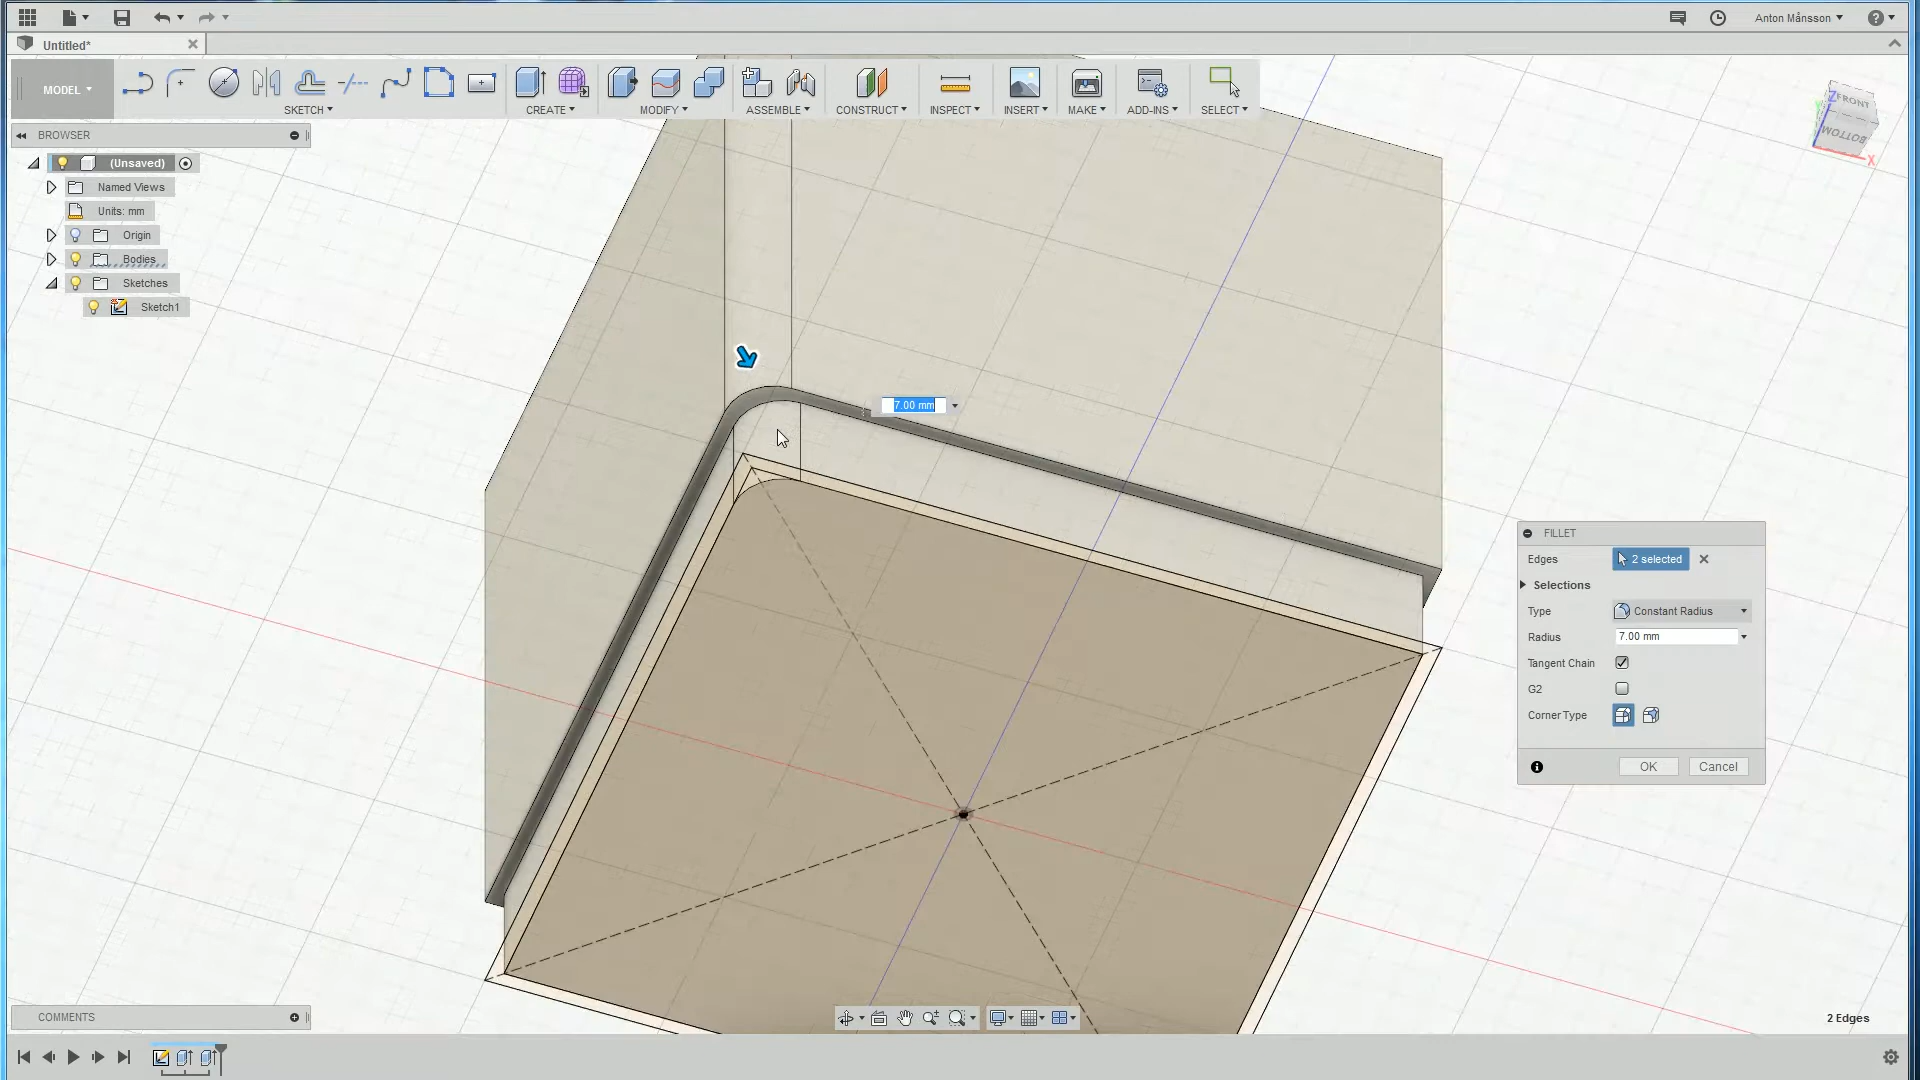 Anton Månsson
Untitled*
MODEL
SKETCH
CREATE
MODIFY
ASSEMBLE
CONSTRUCT
INSPECT
INSERT
MAKE
ADD-INS
SELECT
FRONT
BOTTOM
Z
X
BROWSER
(Unsaved)
Named Views
Units: mm
Origin
Bodies
Sketches
Sketch1
7.00 mm
FILLET
Edges 2 selected
Selections
Type Constant Radius
Radius 7.00 mm
Tangent Chain
G2
Corner Type
OK Cancel
COMMENTS
2 Edges